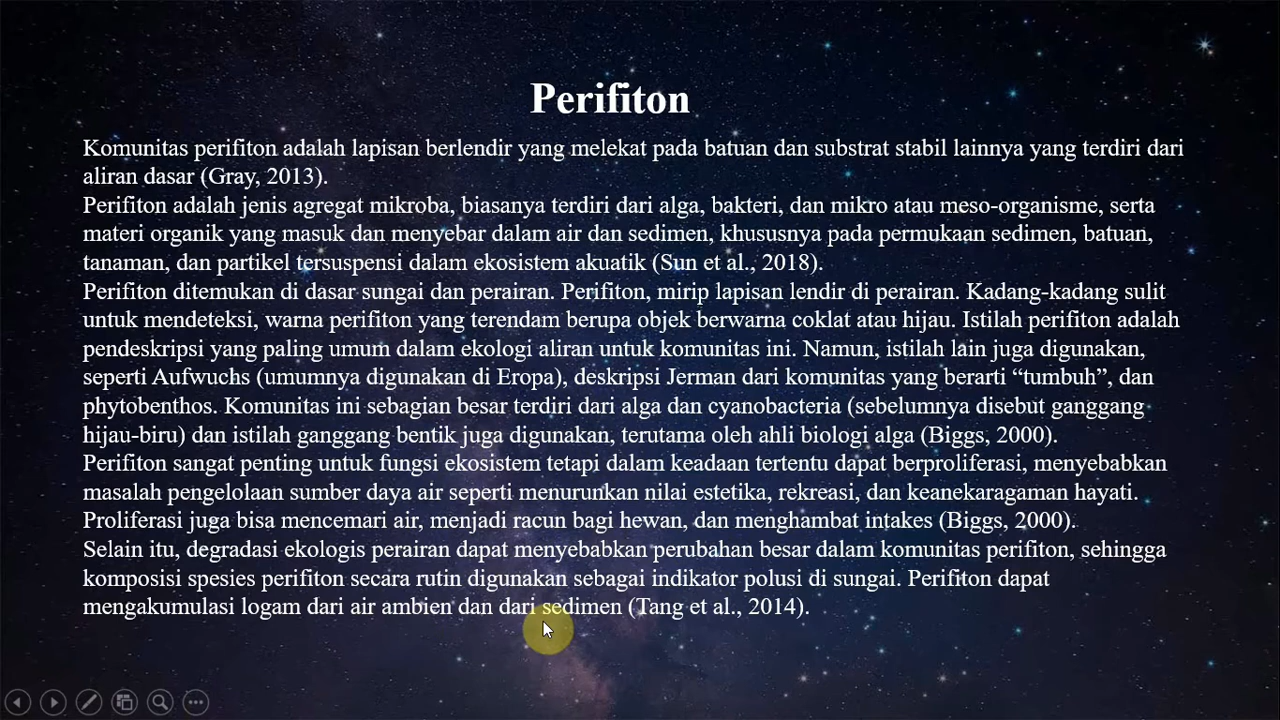 Perifiton
Komunitas perifiton adalah lapisan berlendir yang melekat pada batuan dan substrat stabil lainnya yang terdiri dari
aliran dasar (Gray, 2013).
Perifiton adalah jenis agregat mikroba, biasanya terdiri dari alga, bakteri, dan mikro atau meso-organisme, serta
materi organik yang masuk dan menyebar dalam air dan sedimen, khususnya pada permukaan sedimen, batuan,
tanaman, dan partikel tersuspensi dalam ekosistem akuatik (Sun et al., 2018).
Perifiton ditemukan di dasar sungai dan perairan. Perifiton, mirip lapisan lendir di perairan. Kadang-kadang sulit
untuk mendeteksi, warna perifiton yang terendam berupa objek berwarna coklat atau hijau. Istilah perifiton adalah
pendeskripsi yang paling umum dalam ekologi aliran untuk komunitas ini. Namun, istilah lain juga digunakan,
seperti Aufwuchs (umumnya digunakan di Eropa), deskripsi Jerman dari komunitas yang berarti “tumbuh”, dan
phytobenthos. Komunitas ini sebagian besar terdiri dari alga dan cyanobacteria (sebelumnya disebut ganggang
hijau-biru) dan istilah ganggang bentik juga digunakan, terutama oleh ahli biologi alga (Biggs, 2000).
Perifiton sangat penting untuk fungsi ekosistem tetapi dalam keadaan tertentu dapat berproliferasi, menyebabkan
masalah pengelolaan sumber daya air seperti menurunkan nilai estetika, rekreasi, dan keanekaragaman hayati.
Proliferasi juga bisa mencemari air, menjadi racun bagi hewan, dan menghambat intakes (Biggs, 2000).
Selain itu, degradasi ekologis perairan dapat menyebabkan perubahan besar dalam komunitas perifiton, sehingga
komposisi spesies perifiton secara rutin digunakan sebagai indikator polusi di sungai. Perifiton dapat
mengakumulasi logam dari air ambien dan dari sedimen (Tang et al., 2014).